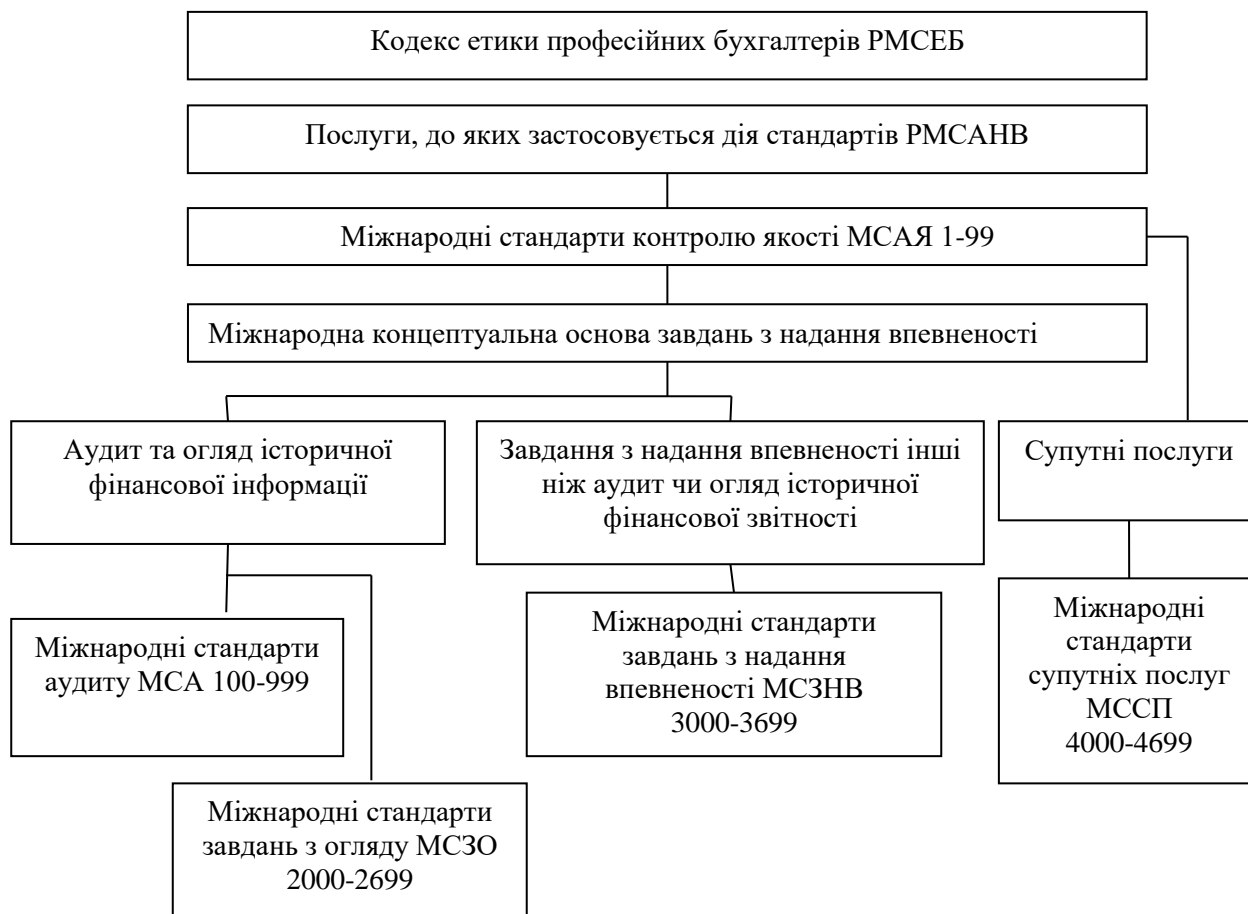 Кодекс етики професійних бухгалтерів РМСЕБ
Послуги, до яких застосовується дія стандартів РМСАНВ
Міжнародні стандарти контролю якості МСАЯ 1-99
Міжнародна концептуальна основа завдань з надання впевненості
Аудит та огляд історичної
фінансової інформації
Завдання з надання впевненості інші
ніж аудит чи огляд історичної
фінансової звітності
Супутні послуги
Міжнародні стандарти
аудиту МСА 100-999
Міжнародні стандарти
завдань з огляду МСЗО
2000-2699
Міжнародні стандарти
завдань з надання
впевненості МСЗНВ
3000-3699
Міжнародні
стандарти
супутніх послуг
МССП
4000-4699